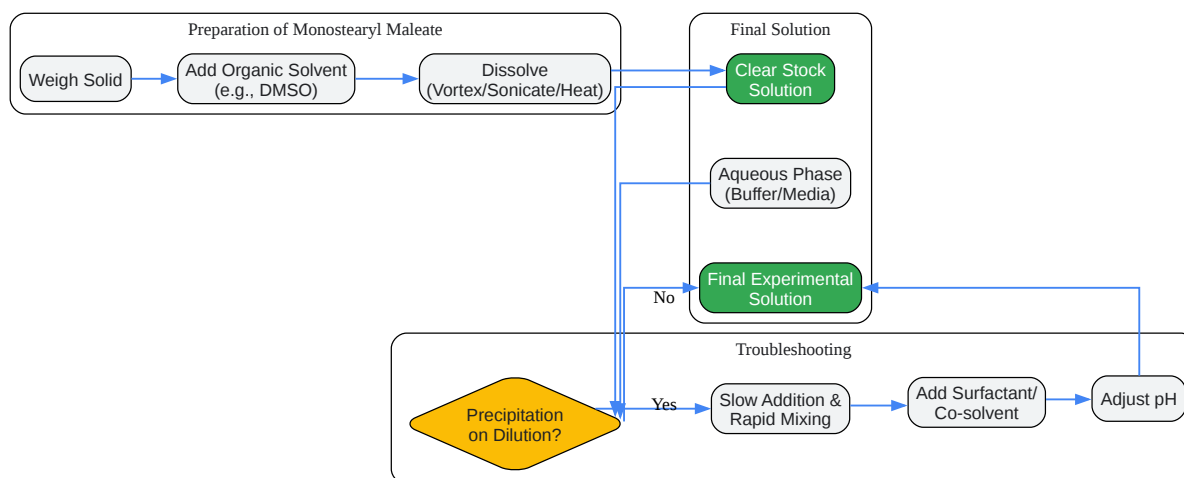 Preparation of Monostearyl Maleate
Weigh Solid
Add Organic Solvent
(e.g., DMSO)
Dissolve
(Vortex/Sonicate/Heat)
Final Solution
Clear Stock
Solution
Aqueous Phase
(Buffer/Media)
Final Experimental
Solution
No
Troubleshooting
Precipitation
on Dilution?
Yes
Slow Addition &
Rapid Mixing
Add Surfactant/
Co-solvent
Adjust pH